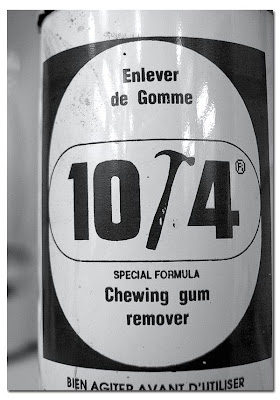 Enlever
de Gomme
10 4®
SPECIAL FORMULA
Chewing gum
remover
BIEN AGITER AVANT D'UTILISER